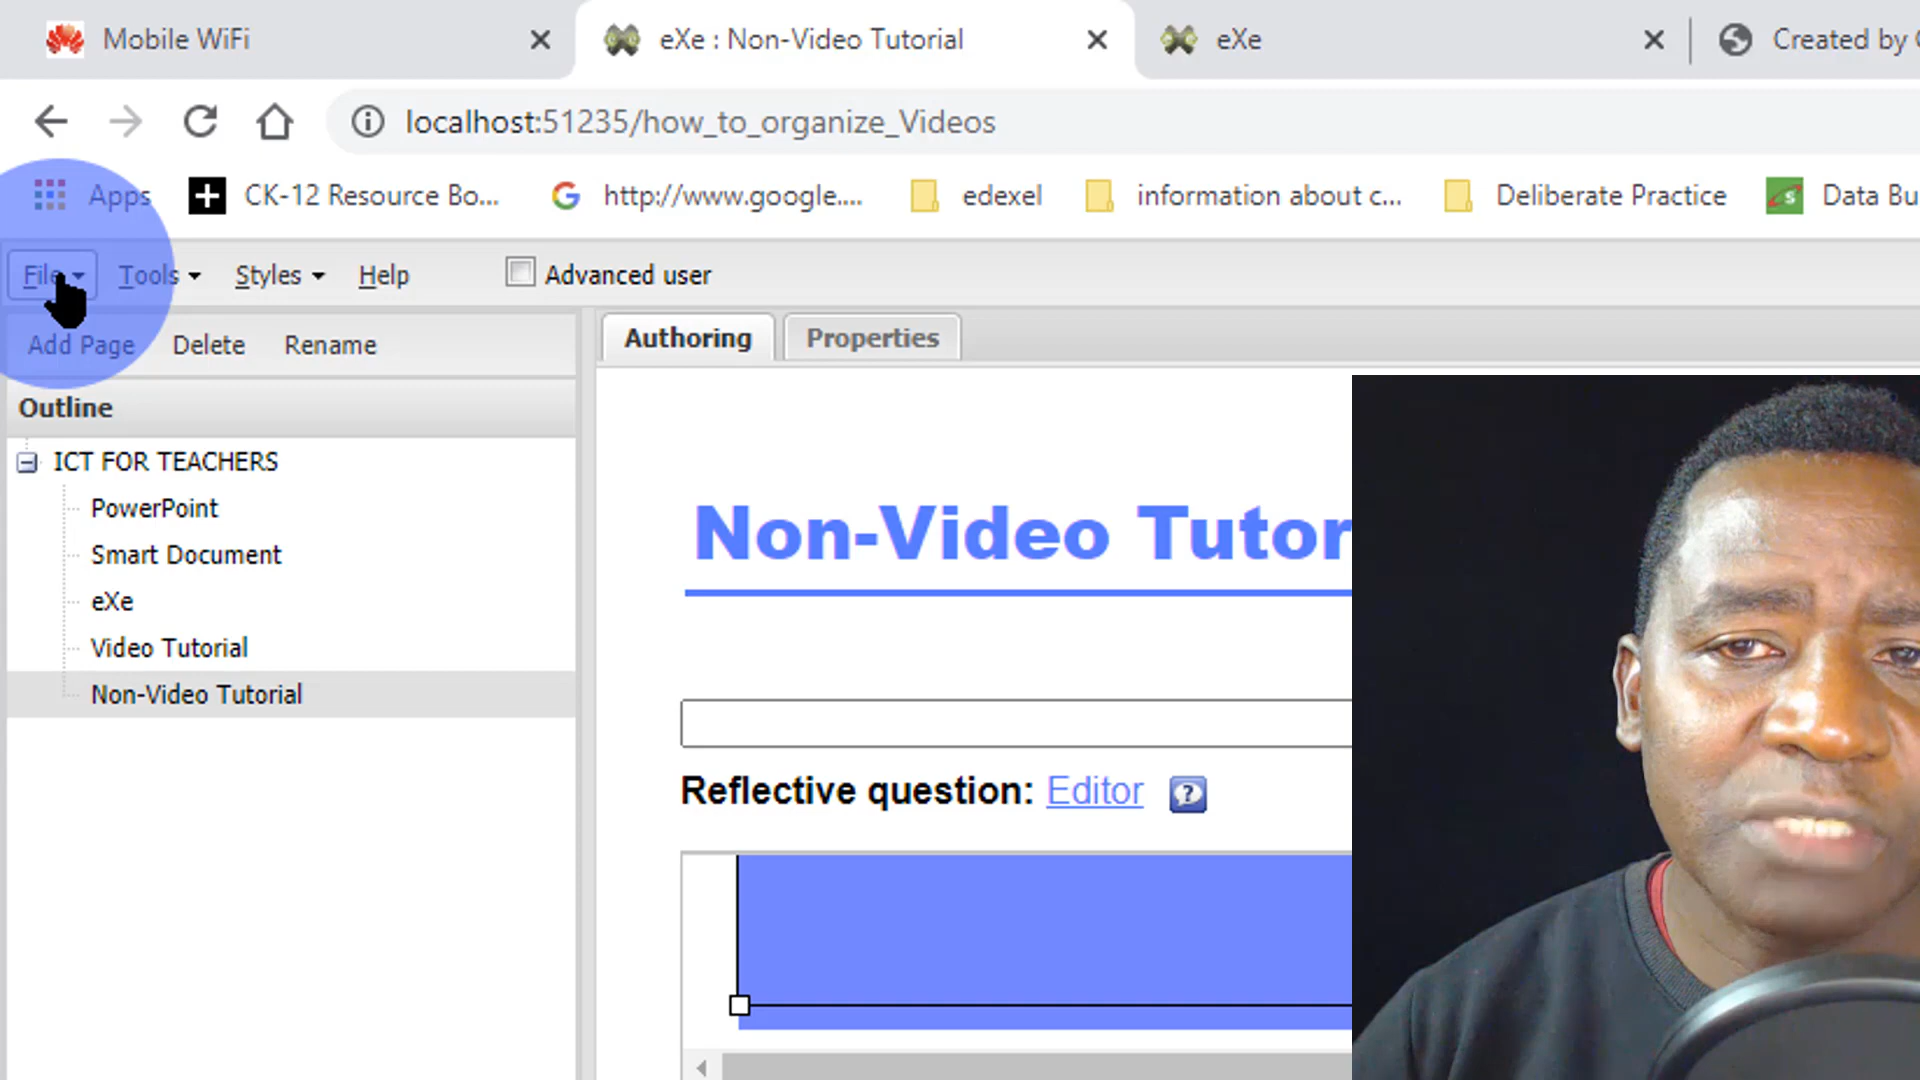 Mobile WiFi
eXe : Non-Video Tutorial
eXe
Created by
localhost:51235/how_to_organize_Videos
Apps
CK-12 Resource Bo...
http://www.google....
edexel
information about c...
Deliberate Practice
Data Bu
File
Tools
Styles
Help
Advanced user
Add Page
Delete
Rename
Authoring
Properties
Outline
ICT FOR TEACHERS
PowerPoint
Smart Document
eXe
Video Tutorial
Non-Video Tutorial
Non-Video Tutor
Reflective question: Editor